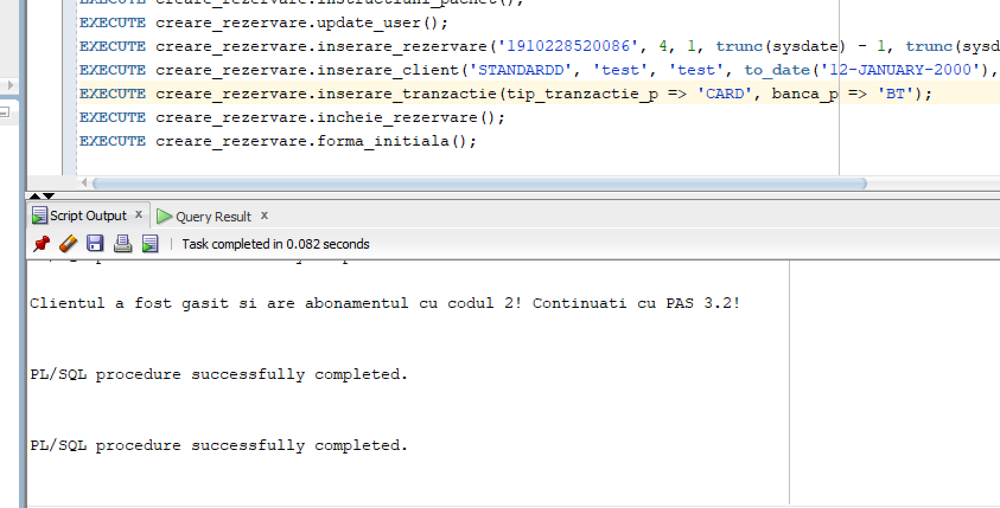 EXECUTE creare_rezervare.instructiuni_pachet();
EXECUTE creare_rezervare.update_user();
EXECUTE creare_rezervare.inserare_rezervare('1910228520086', 4, 1, trunc(sysdate) - 1, trunc(sysd
EXECUTE creare_rezervare.inserare_client('STANDARDD', 'test', 'test', to_date('12-JANUARY-2000'),
EXECUTE creare_rezervare.inserare_tranzactie(tip_tranzactie_p => 'CARD', banca_p => 'BT');
EXECUTE creare_rezervare.incheie_rezervare();
EXECUTE creare_rezervare.forma_initiala();
Script Output x Query Result x
Task completed in 0.082 seconds
Clientul a fost gasit si are abonamentul cu codul 2! Continuati cu PAS 3.2!
PL/SQL procedure successfully completed.
PL/SQL procedure successfully completed.